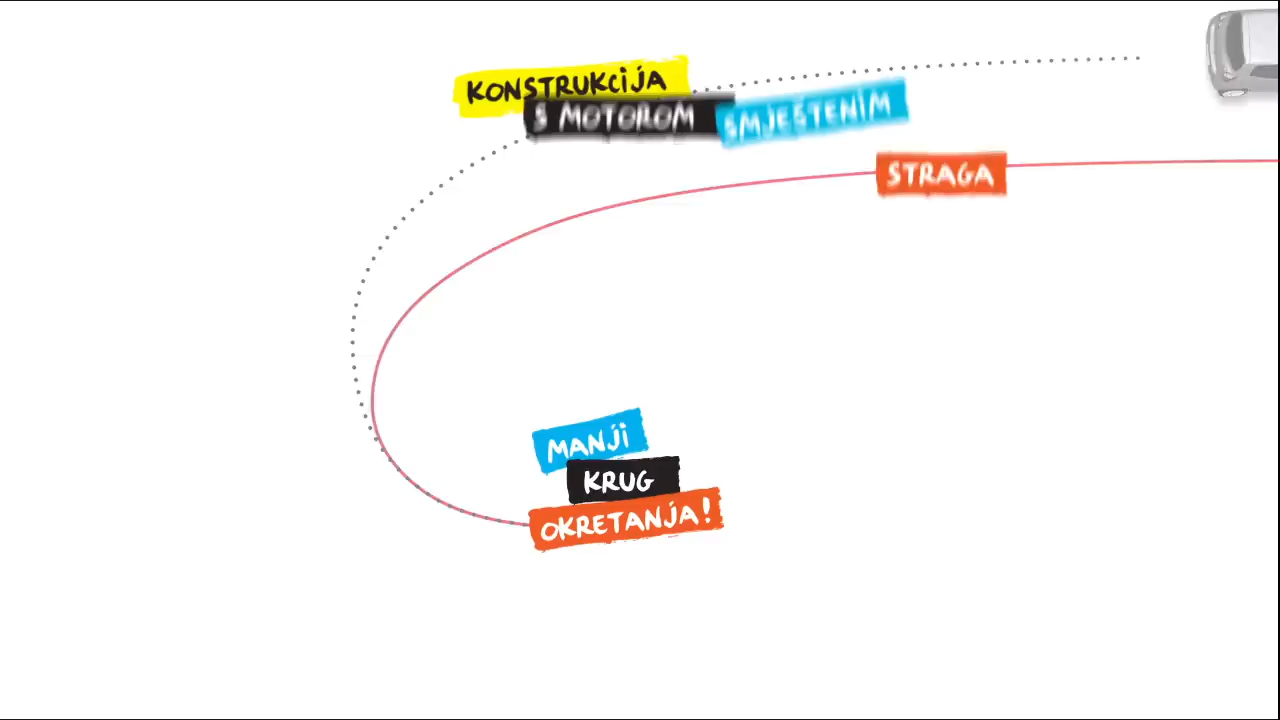 KONSTRUKCIJA
S MOTOROM
SMJEŠTENIM
STRAGA
MANJI
KRUG
OKRETANJA!